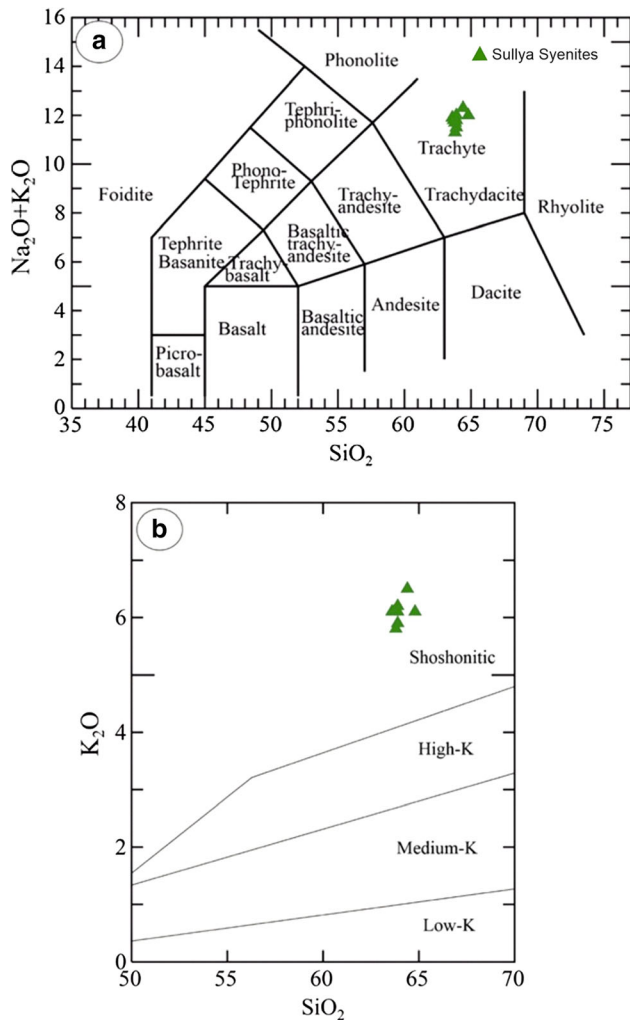 a
Sullya Syenites
Phonolite
Tephri-
phonolite
Trachyte
Phono-
Tephrite
Foidite
Trachy-
andesite
Trachydacite
Rhyolite
Tephrite
Basanite
Basaltic
trachy-
andesite
Trachy-
basalt
Dacite
Andesite
Basaltic
andesite
Basalt
Picro-
basalt
Na₂O+K₂O
16
14
12
10
8
6
4
2
0
35 40 45 50 55 60 65 70 75
SiO₂
b
Shoshonitic
High-K
Medium-K
Low-K
K₂O
8
6
4
2
0
50 60 70
SiO₂